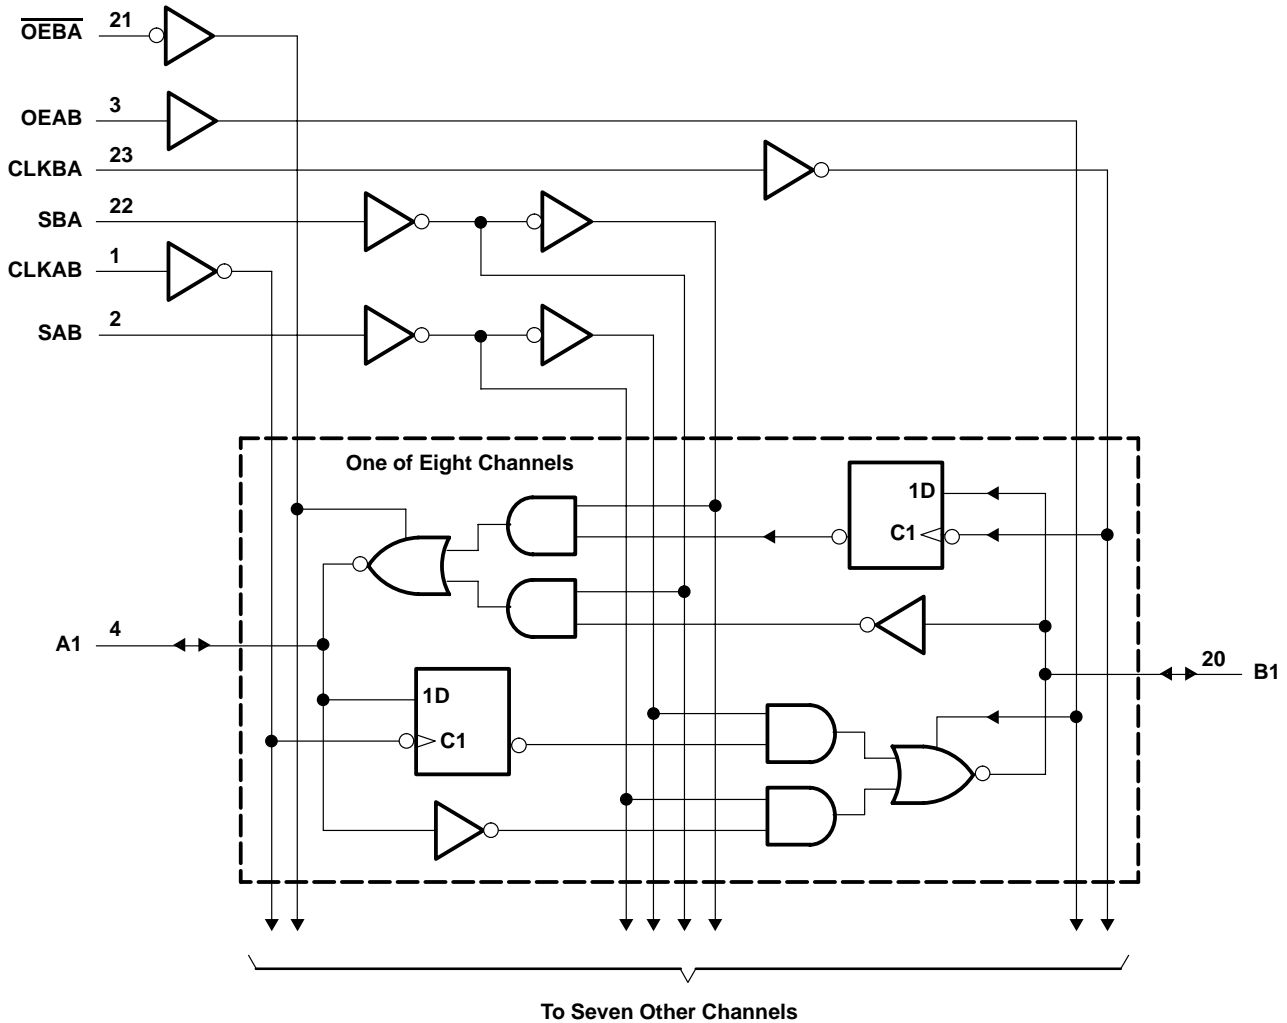 OEBA 21
OEAB 3
CLKBA 23
SBA 22
CLKAB 1
SAB 2
One of Eight Channels
1D
C1
A1 4
1D
C1
20 B1
To Seven Other Channels